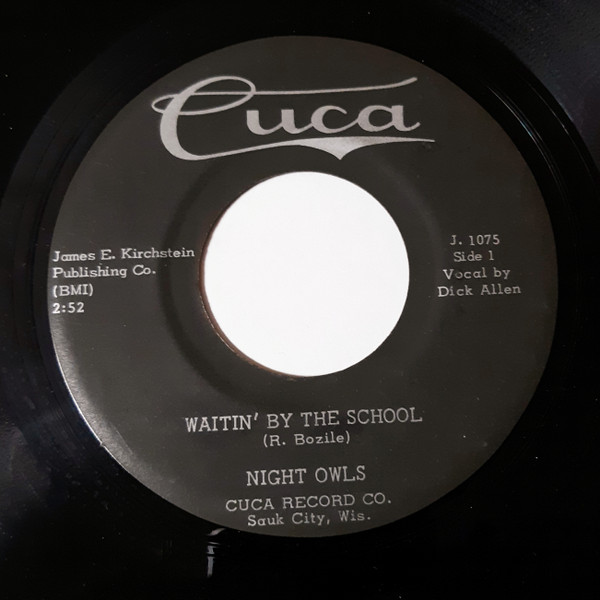 Cuca
James E. Kirchstein
Publishing Co.
(BMI)
2:52
J. 1075
Side 1
Vocal by
Dick Allen
WAITIN' BY THE SCHOOL
(R. Bozile)
NIGHT OWLS
CUCA RECORD CO.
Sauk City, Wis.